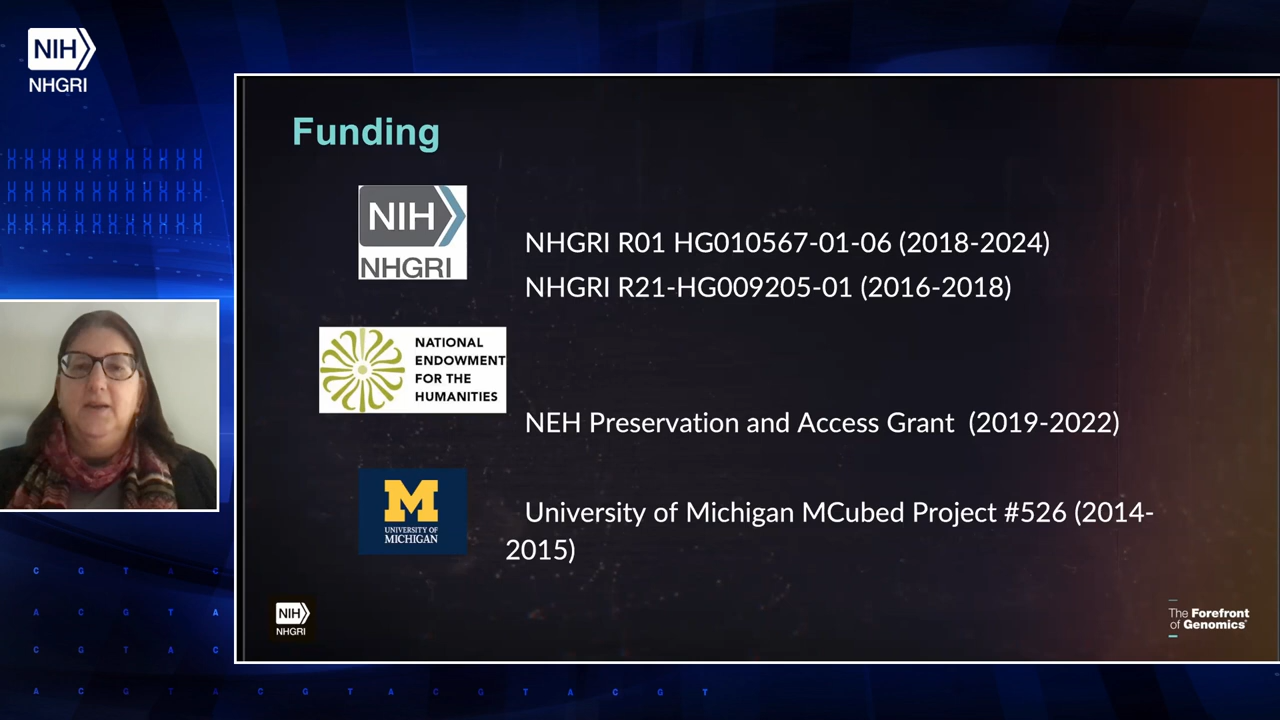 NIH
NHGRI
Funding
NIH
NHGRI
NHGRI R01 HG010567-01-06 (2018-2024)
NHGRI R21-HG009205-01 (2016-2018)
NATIONAL
ENDOWMENT
FOR THE
HUMANITIES
NEH Preservation and Access Grant (2019-2022)
M
UNIVERSITY OF
MICHIGAN
University of Michigan MCubed Project #526 (2014-
2015)
NIH
NHGRI
The Forefront
of Genomics®
C G T A C
A C G T A
C G T A C
A C G T A C G T A C G T A C G T